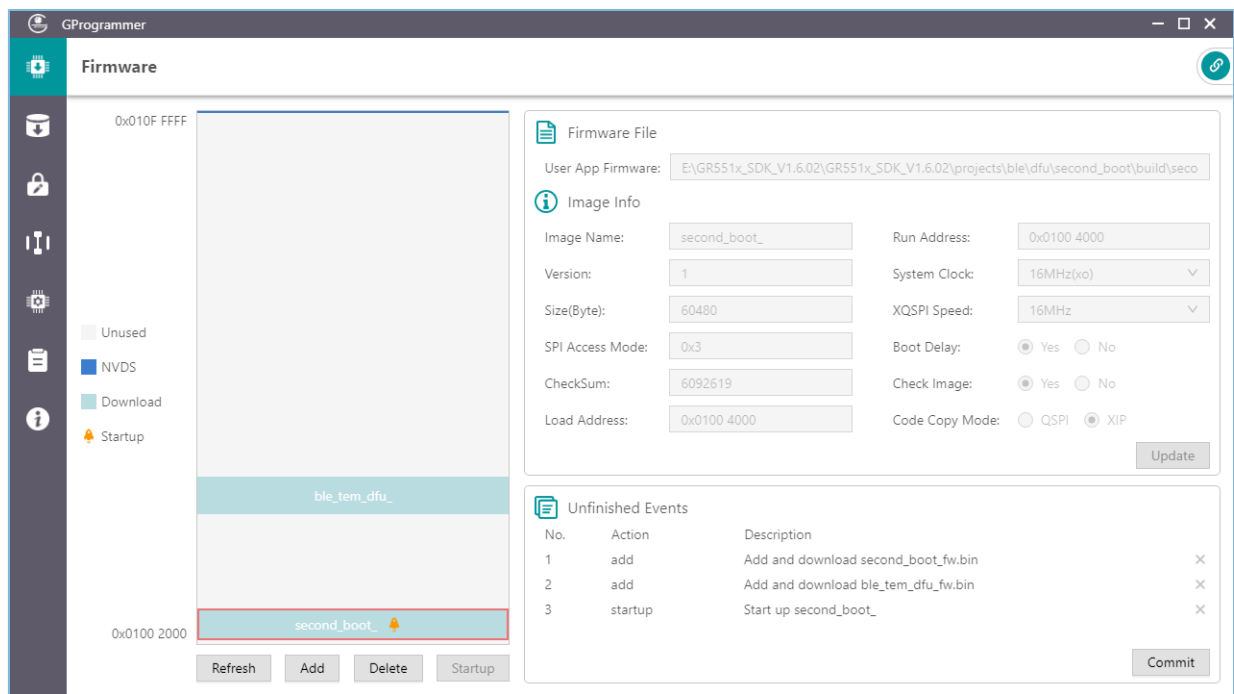 GProgrammer
Firmware
0x010F FFFF
Unused
NVDS
Download
Startup
ble_tem_dfu_
second_boot_
0x0100 2000
Refresh Add Delete Startup
Firmware File
User App Firmware: E:\GR551x_SDK_V1.6.02\GR551x_SDK_V1.6.02\projects\ble\dfu\second_boot\build\seco
Image Info
Image Name: second_boot_ Run Address: 0x0100 4000
Version: 1 System Clock: 16MHz(xo)
Size(Byte): 60480 XQSPI Speed: 16MHz
SPI Access Mode: 0x3 Boot Delay: Yes No
CheckSum: 6092619 Check Image: Yes No
Load Address: 0x0100 4000 Code Copy Mode: QSPI XIP
Update
Unfinished Events
No. Action Description
1 add Add and download second_boot_fw.bin
2 add Add and download ble_tem_dfu_fw.bin
3 startup Start up second_boot_
Commit